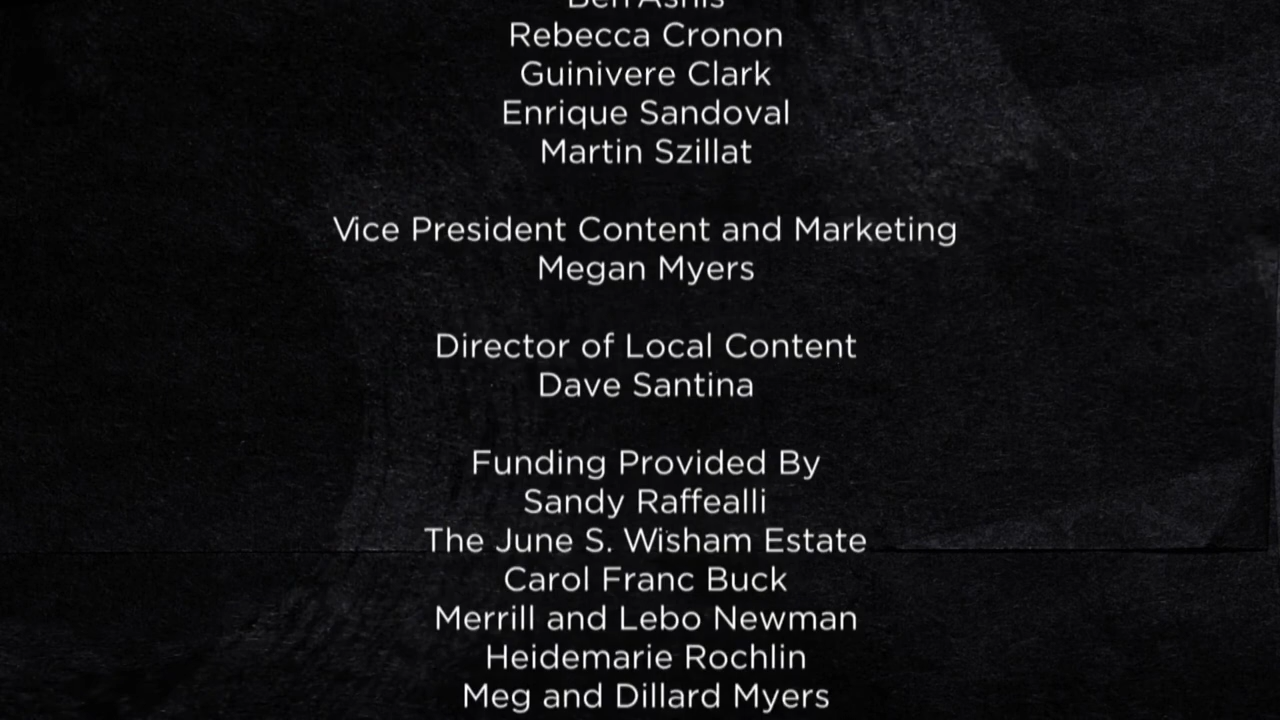 Rebecca Cronon
Guinivere Clark
Enrique Sandoval
Martin Szillat
Vice President Content and Marketing
Megan Myers
Director of Local Content
Dave Santina
Funding Provided By
Sandy Raffealli
The June S. Wisham Estate
Carol Franc Buck
Merrill and Lebo Newman
Heidemarie Rochlin
Meg and Dillard Myers